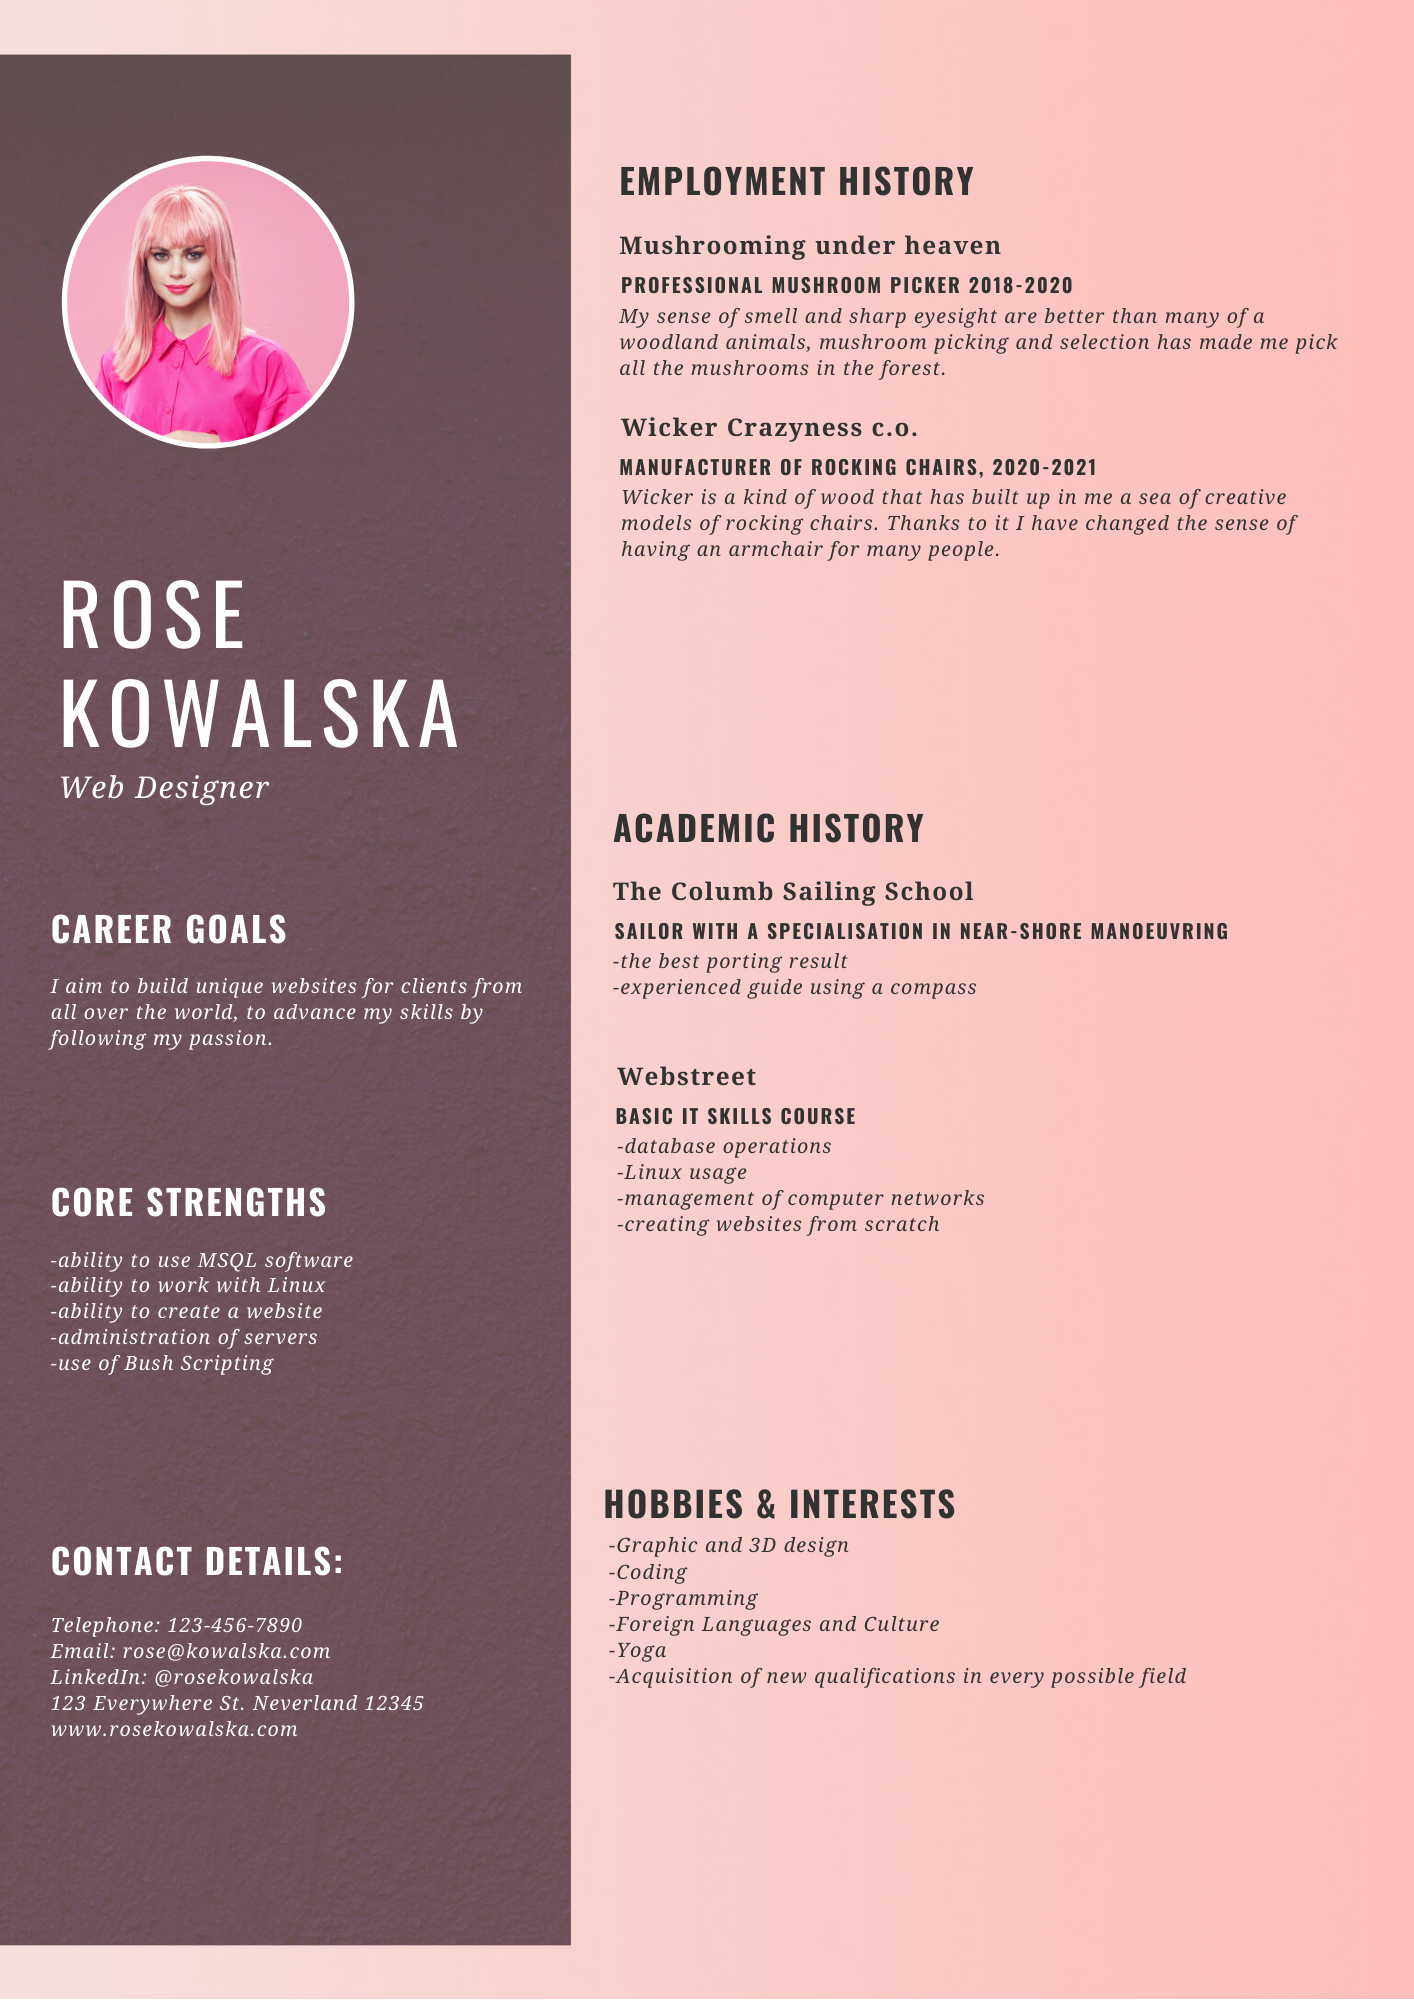 ROSE
KOWALSKA
Web Designer
CAREER GOALS
I aim to build unique websites for clients from
all over the world, to advance my skills by
following my passion.
CORE STRENGTHS
-ability to use MSQL software
-ability to work with Linux
-ability to create a website
-administration of servers
-use of Bush Scripting
CONTACT DETAILS:
Telephone: 123-456-7890
Email: rose@kowalska.com
LinkedIn: @rosekowalska
123 Everywhere St. Neverland 12345
www.rosekowalska.com
EMPLOYMENT HISTORY
Mushrooming under heaven
PROFESSIONAL MUSHROOM PICKER 2018-2020
My sense of smell and sharp eyesight are better than many of a
woodland animals, mushroom picking and selection has made me pick
all the mushrooms in the forest.
Wicker Crazyness c.o.
MANUFACTURER OF ROCKING CHAIRS, 2020-2021
Wicker is a kind of wood that has built up in me a sea of creative
models of rocking chairs. Thanks to it I have changed the sense of
having an armchair for many people.
ACADEMIC HISTORY
The Columb Sailing School
SAILOR WITH A SPECIALISATION IN NEAR-SHORE MANOEUVRING
-the best porting result
-experienced guide using a compass
Webstreet
BASIC IT SKILLS COURSE
-database operations
-Linux usage
-management of computer networks
-creating websites from scratch
HOBBIES & INTERESTS
-Graphic and 3D design
-Coding
-Programming
-Foreign Languages and Culture
-Yoga
-Acquisition of new qualifications in every possible field